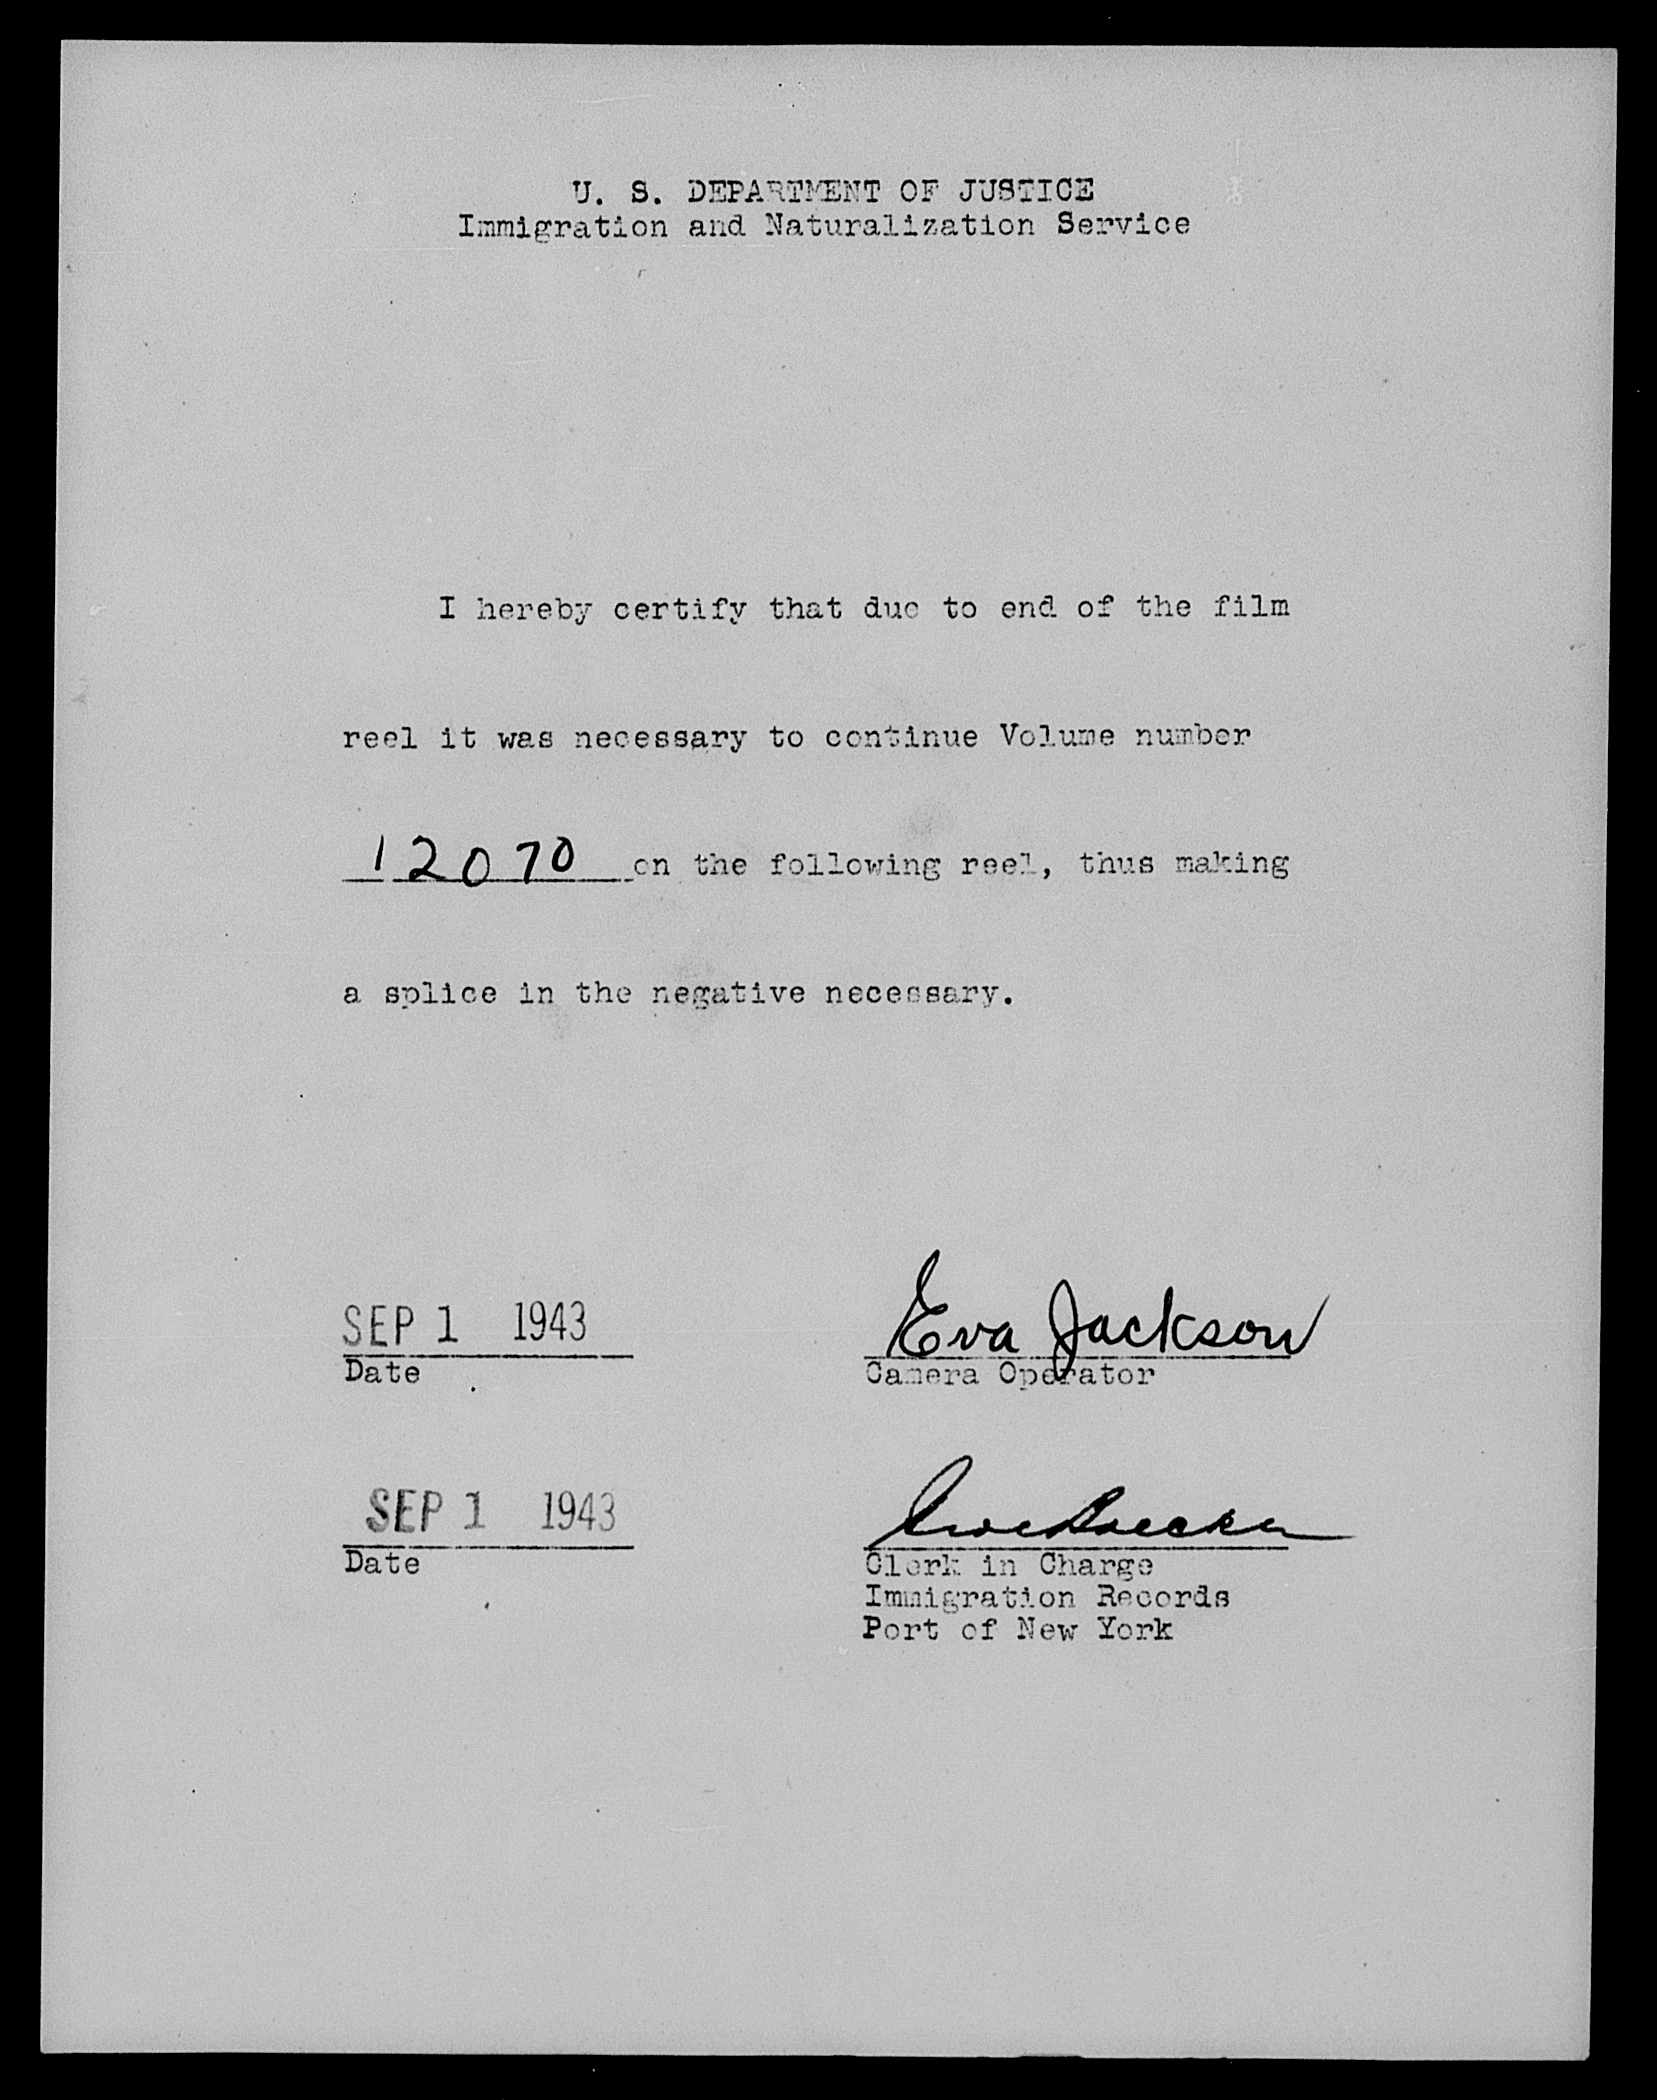 U. S. DEPARTMENT OF JUSTICE
Immigration and Naturalization Service
I hereby certify that due to end of the film
reel it was necessary to continue Volume number
12070 on the following reel, thus making
a splice in the negative necessary.
SEP 1 1943
Eva Jackson
Date
Camera Operator
SEP 1 1943
Date
Clerk in Charge
Immigration Records
Port of New York